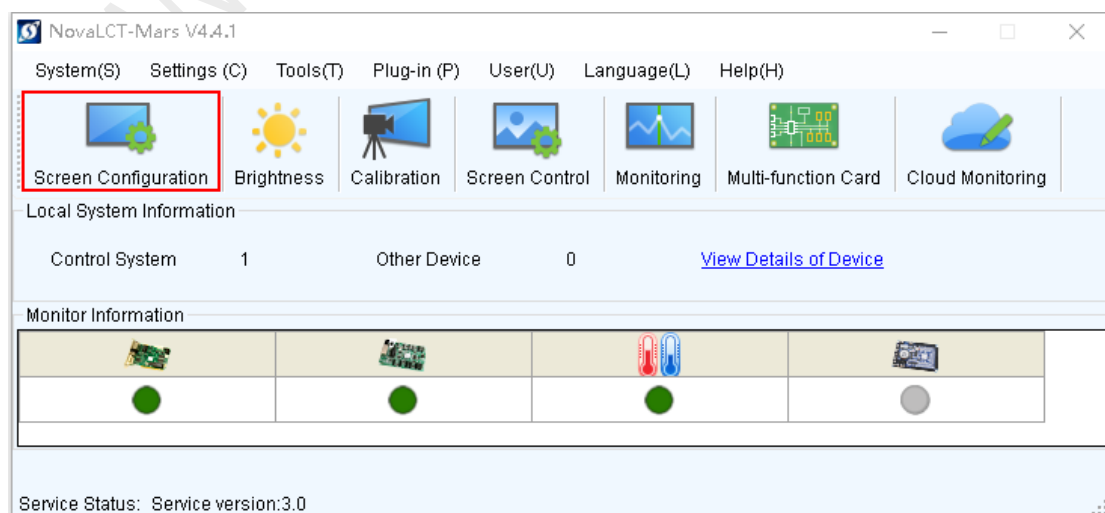 NovaLCT-Mars V4.4.1
System(S) Settings (C) Tools(T) Plug-in (P) User(U) Language(L) Help(H)
Screen Configuration Brightness Calibration Screen Control Monitoring Multi-function Card Cloud Monitoring
Local System Information
Control System 1 Other Device 0 View Details of Device
Monitor Information
Service Status: Service version:3.0